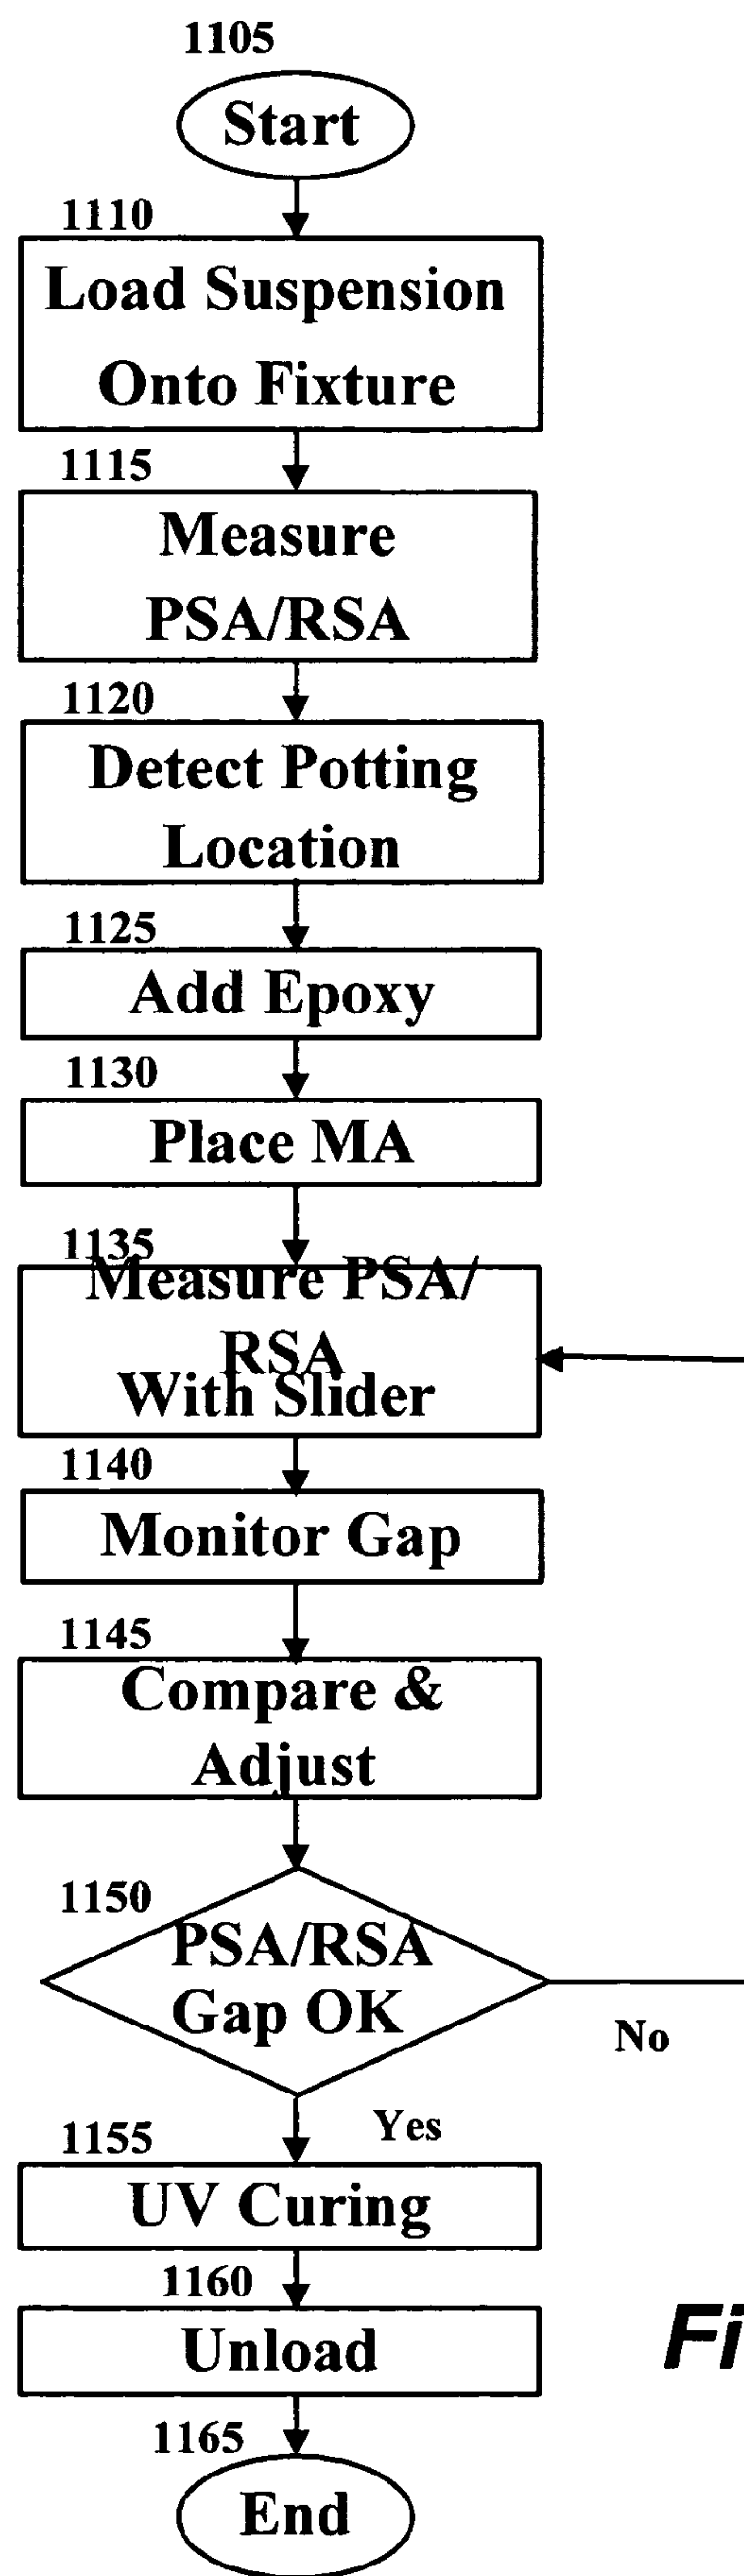 1105
Start
1110
Load Suspension
Onto Fixture
1115
Measure
PSA/RSA
1120
Detect Potting
Location
1125
Add Epoxy
1130
Place MA
1135
Measure PSA/
RSA
With Slider
1140
Monitor Gap
1145
Compare &
Adjust
1150
PSA/RSA
Gap OK
No
Yes
1155
UV Curing
1160
Unload
Fi
1165
End